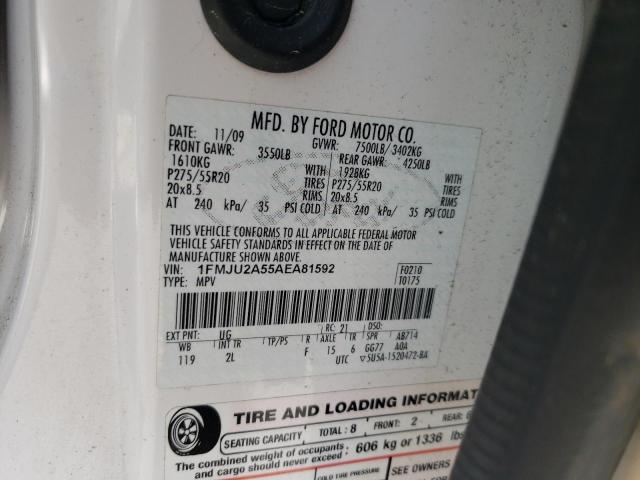 MFD. BY FORD MOTOR CO.
DATE: 11/09 GVWR: 7500LB/ 3402KG
FRONT GAWR: 3550LB REAR GAWR: 4250LB
1610KG 1928KG
P275/55R20 TIRES P275/55R20 TIRES
20x8.5 RIMS 20x8.5 RIMS
AT 240 kPa/ 35 PSI COLD AT 240 kPa/ 35 PSI COLD
THIS VEHICLE CONFORMS TO ALL APPLICABLE FEDERAL MOTOR
VEHICLE SAFETY STANDARDS IN EFFECT ON THE DATE OF
MANUFACTURE SHOWN ABOVE.
VIN: 1FMJU2A55AEA81592 F0210
TYPE: MPV T0175
EXT PNT: UG RC: 21 DSO:
WB INT TR TP/PS R AXLE TR SPR AB714
119 2L F 15 6 GG77 A0A
UTC ▽5U5A-1520472-BA
TIRE AND LOADING INFORMAT
SEATING CAPACITY TOTAL: 8 FRONT: 2 REAR:
The combined weight of occupants
and cargo should never exceed: 606 kg or 1336 lbs
COLD TIRE PRESSURE SEE OWNERS